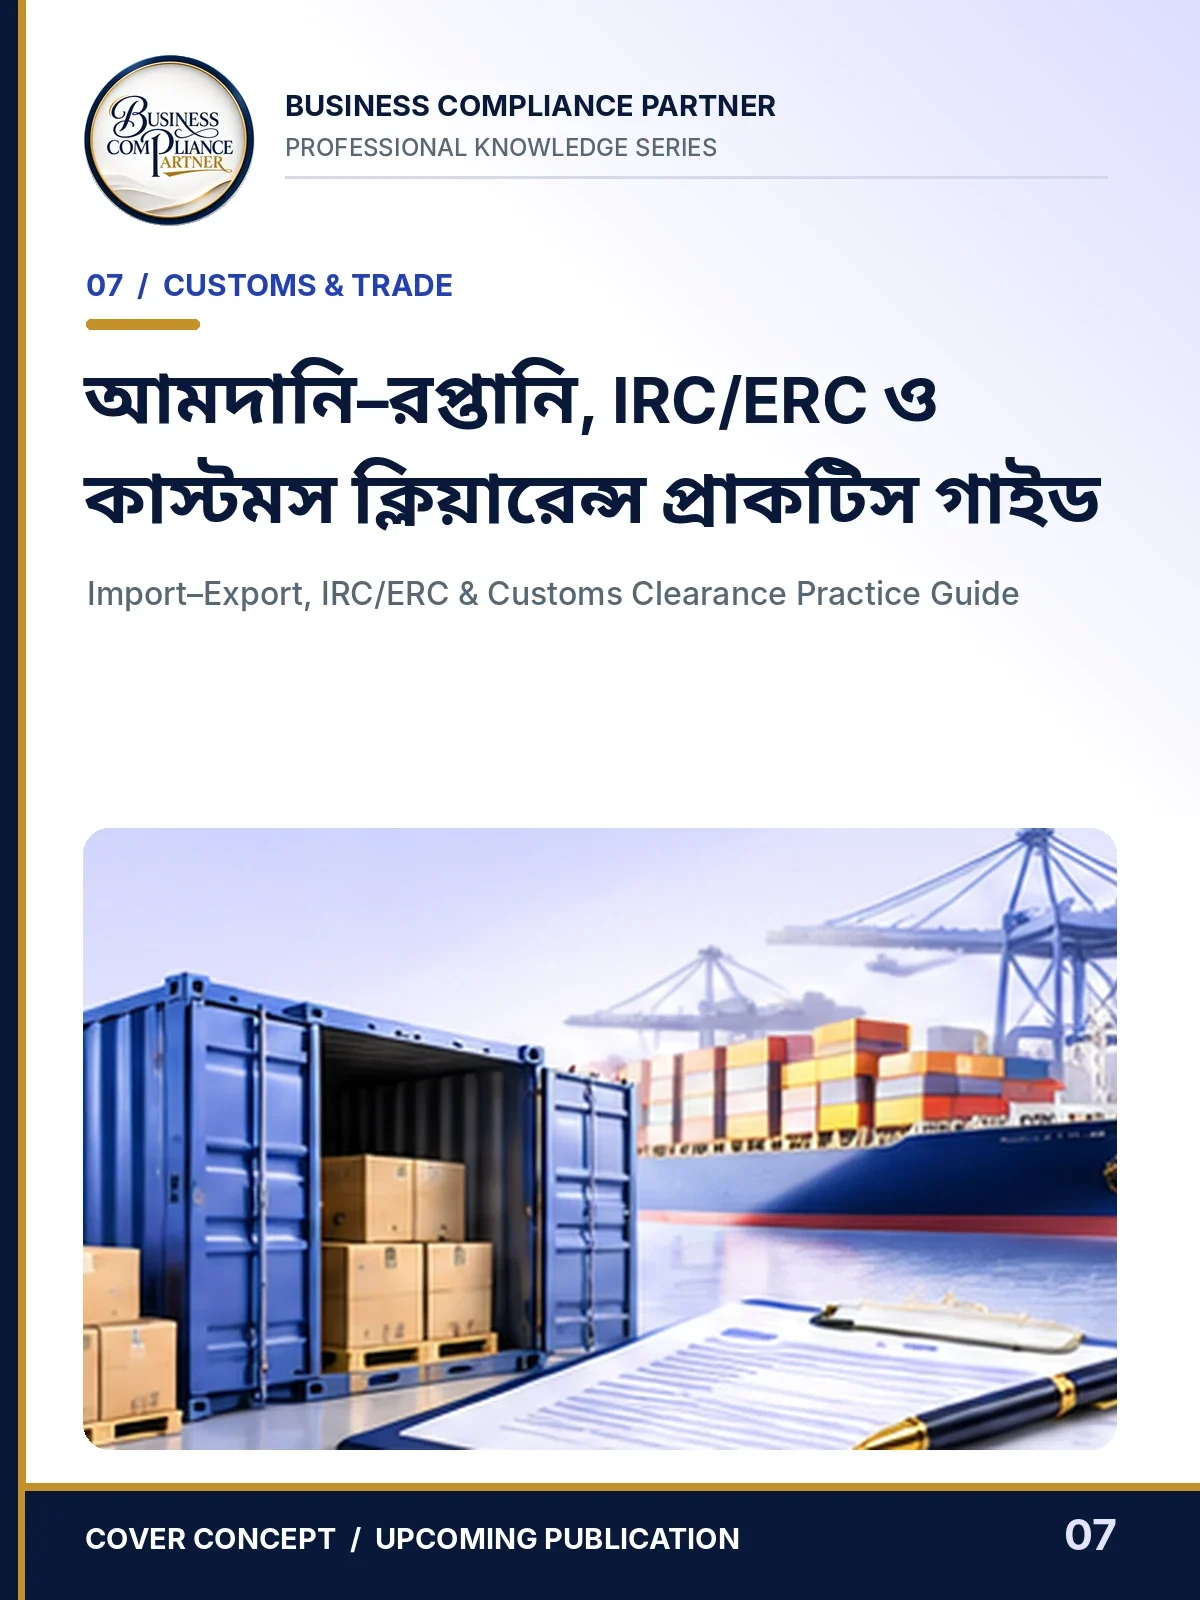 BUSINESS
COMPLIANCE
PARTNER
BUSINESS COMPLIANCE PARTNER
PROFESSIONAL KNOWLEDGE SERIES
07 / CUSTOMS & TRADE
আমদানি–রপ্তানি, IRC/ERC ও
কাস্টমস ক্লিয়ারেন্স প্রাকটিস গাইড
Import–Export, IRC/ERC & Customs Clearance Practice Guide
COVER CONCEPT / UPCOMING PUBLICATION
07